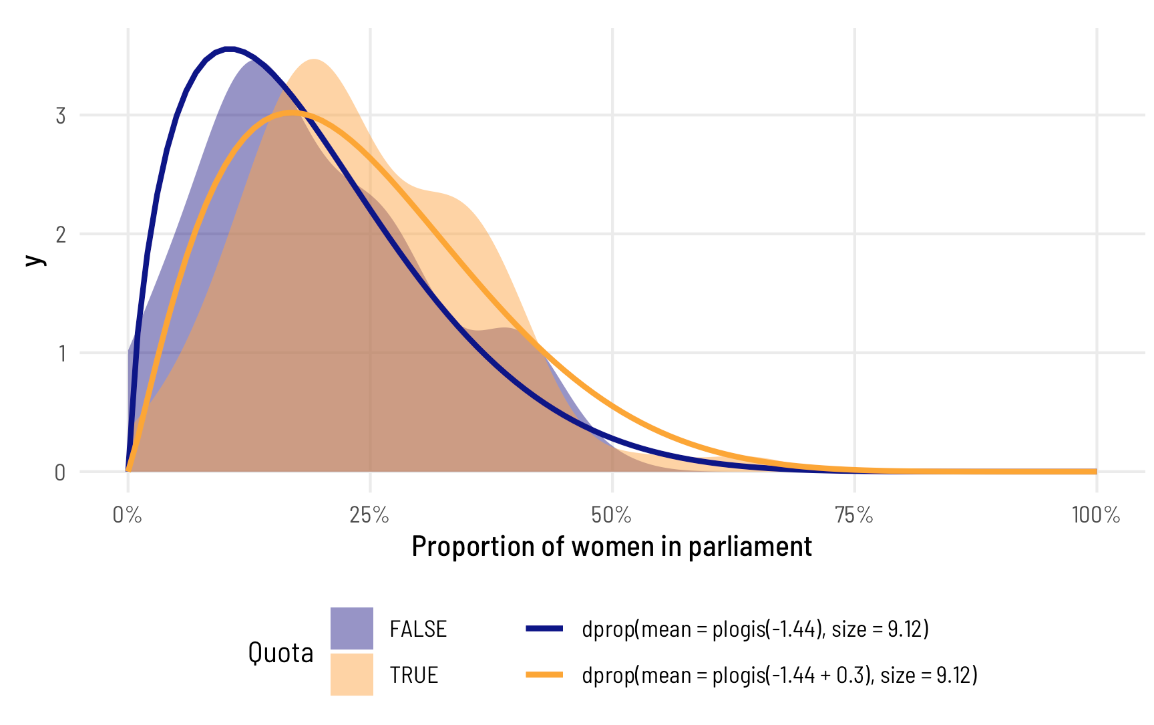 3
2
y
1
0
0% 25% 50% 75% 100%
Proportion of women in parliament
Quota
FALSE
TRUE
dprop(mean = plogis(-1.44), size = 9.12)
dprop(mean = plogis(-1.44 + 0.3), size = 9.12)